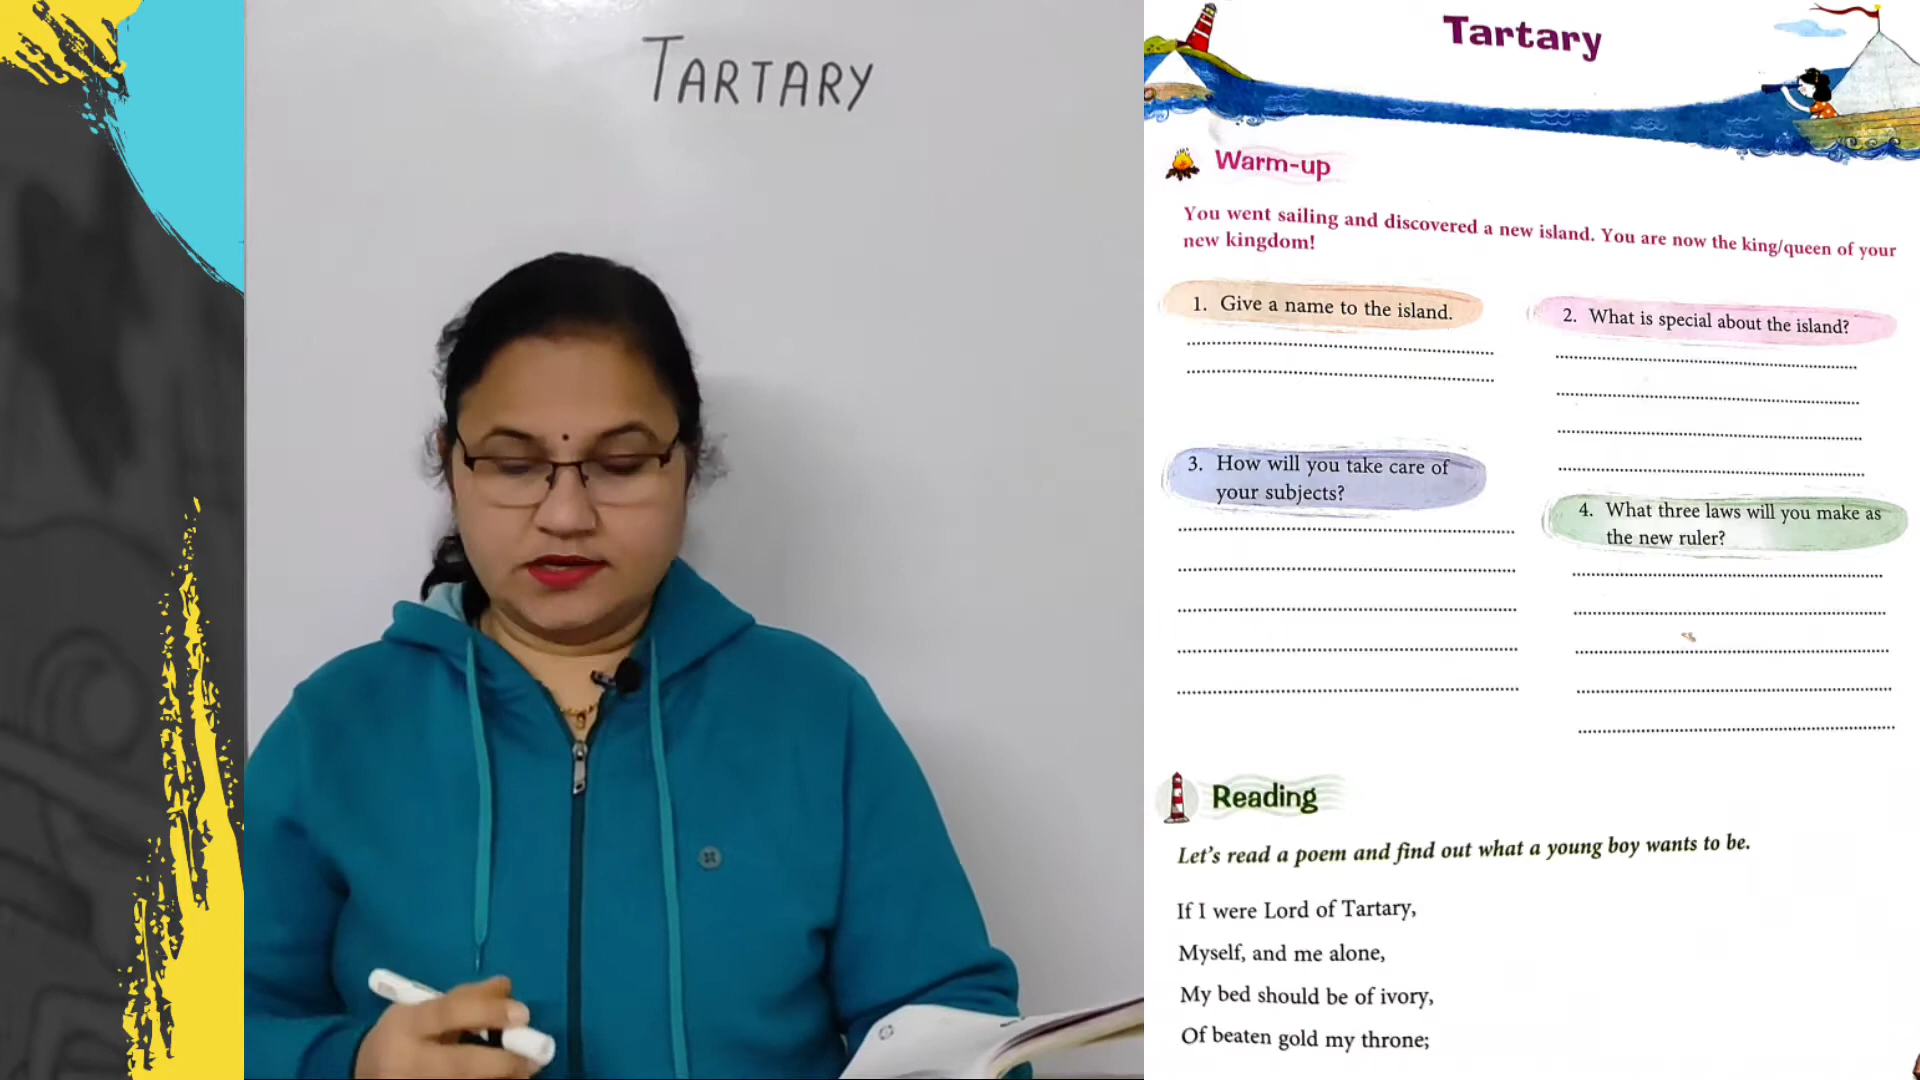 TARTARY
Tartary
Warm-up
You went sailing and discovered a new island. You are now the king/queen of your
new kingdom!
1. Give a name to the island.
2. What is special about the island?
3. How will you take care of
your subjects?
4. What three laws will you make as
the new ruler?
Reading
Let's read a poem and find out what a young boy wants to be.
If I were Lord of Tartary,
Myself, and me alone,
My bed should be of ivory,
Of beaten gold my throne;